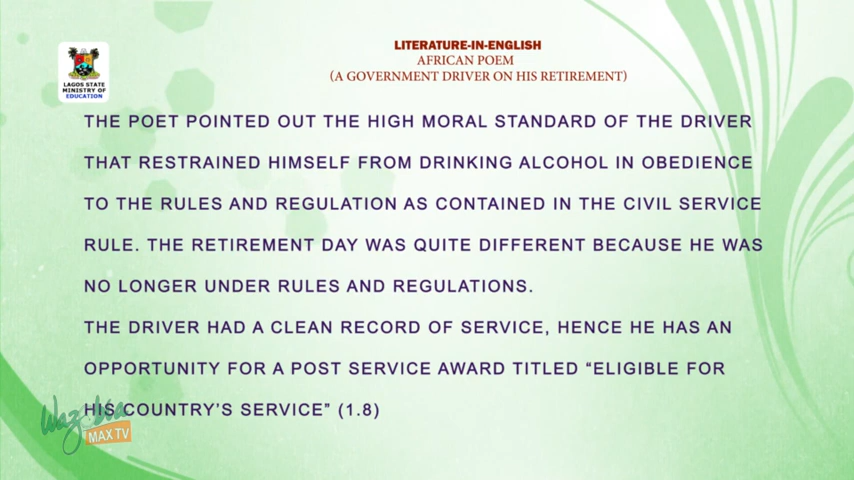 LITERATURE-IN-ENGLISH
AFRICAN POEM
(A GOVERNMENT DRIVER ON HIS RETIREMENT)
LAGOS STATE
MINISTRY OF
EDUCATION
THE POET POINTED OUT THE HIGH MORAL STANDARD OF THE DRIVER
THAT RESTRAINED HIMSELF FROM DRINKING ALCOHOL IN OBEDIENCE
TO THE RULES AND REGULATION AS CONTAINED IN THE CIVIL SERVICE
RULE. THE RETIREMENT DAY WAS QUITE DIFFERENT BECAUSE HE WAS
NO LONGER UNDER RULES AND REGULATIONS.
THE DRIVER HAD A CLEAN RECORD OF SERVICE, HENCE HE HAS AN
OPPORTUNITY FOR A POST SERVICE AWARD TITLED “ELIGIBLE FOR
HIS COUNTRY’S SERVICE” (1.8)
Wazobia
MAX TV